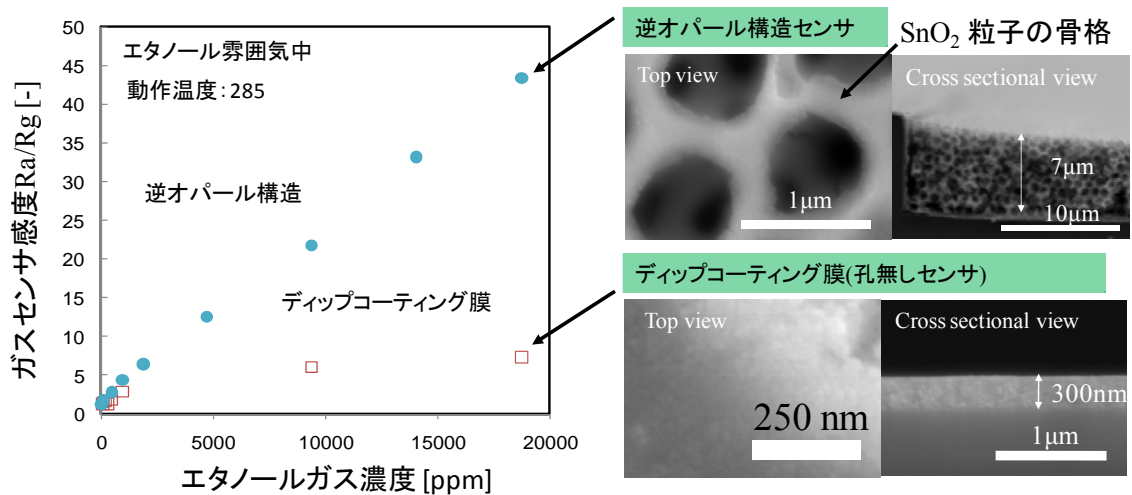 50
45
40
35
30
25
20
15
10
5
0
0
5000
10000
15000
20000
ガスセンサ感度Ra/Rg [-]
エタノールガス濃度 [ppm]
エタノール雰囲気中
動作温度:285
逆オパール構造
ディップコーティング膜
逆オパール構造センサ
SnO₂ 粒子の骨格
Top view
1μm
Cross sectional view
7μm
10μm
ディップコーティング膜(孔無しセンサ)
Top view
250 nm
Cross sectional view
300nm
1μm